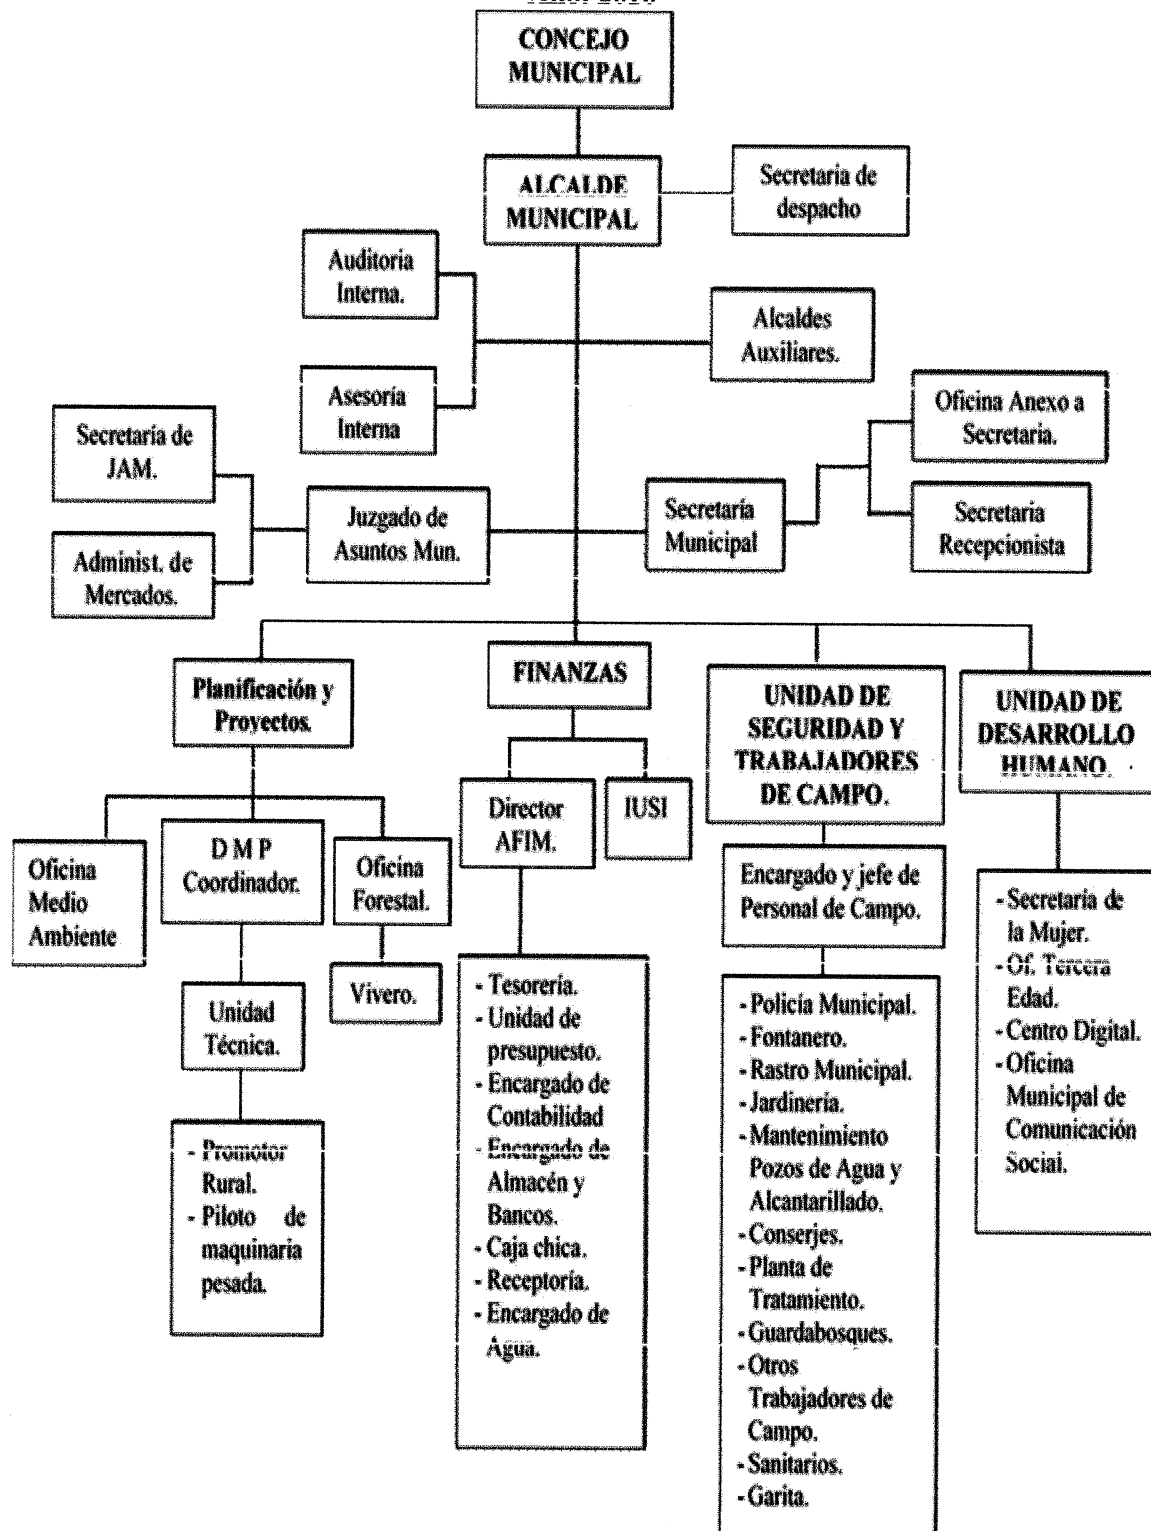 CONCEJO
MUNICIPAL
ALCALDE
MUNICIPAL
Secretaria de
despacho
Auditoria
Interna.
Alcaldes
Auxiliares.
Asesoría
Interna
Oficina Anexo a
Secretaria.
Secretaría de
JAM.
Juzgado de
Asuntos Mun.
Secretaría
Municipal
Secretaria
Recepcionista
Administ. de
Mercados.
Planificación y
Proyectos.
FINANZAS
UNIDAD DE
SEGURIDAD Y
TRABAJADORES
DE CAMPO.
UNIDAD DE
DESARROLLO
HUMANO.
Oficina
Medio
Ambiente
D M P
Coordinador.
Oficina
Forestal.
Director
AFIM.
IUSI
Encargado y jefe de
Personal de Campo.
- Secretaria de
la Mujer.
- Of. Tercera
Edad.
- Centro Digital.
- Oficina
Municipal de
Comunicación
Social.
Unidad
Técnica.
Vivero.
- Promotor
Rural.
- Piloto de
maquinaria
pesada.
- Tesorería.
- Unidad de
presupuesto.
- Encargado de
Contabilidad
- Encargado de
Almacén y
Bancos.
- Caja chica.
- Receptoría.
- Encargado de
Agua.
- Policía Municipal.
- Fontanero.
- Rastro Municipal.
- Jardinería.
- Mantenimiento
Pozos de Agua y
Alcantarillado.
- Conserjes.
- Planta de
Tratamiento.
- Guardabosques.
- Otros
Trabajadores de
Campo.
- Sanitarios.
- Garita.